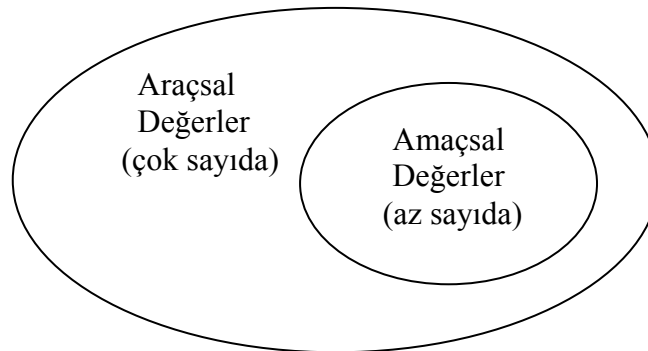 Araçsal
Değerler
(çok sayıda)
Amaçsal
Değerler
(az sayıda)